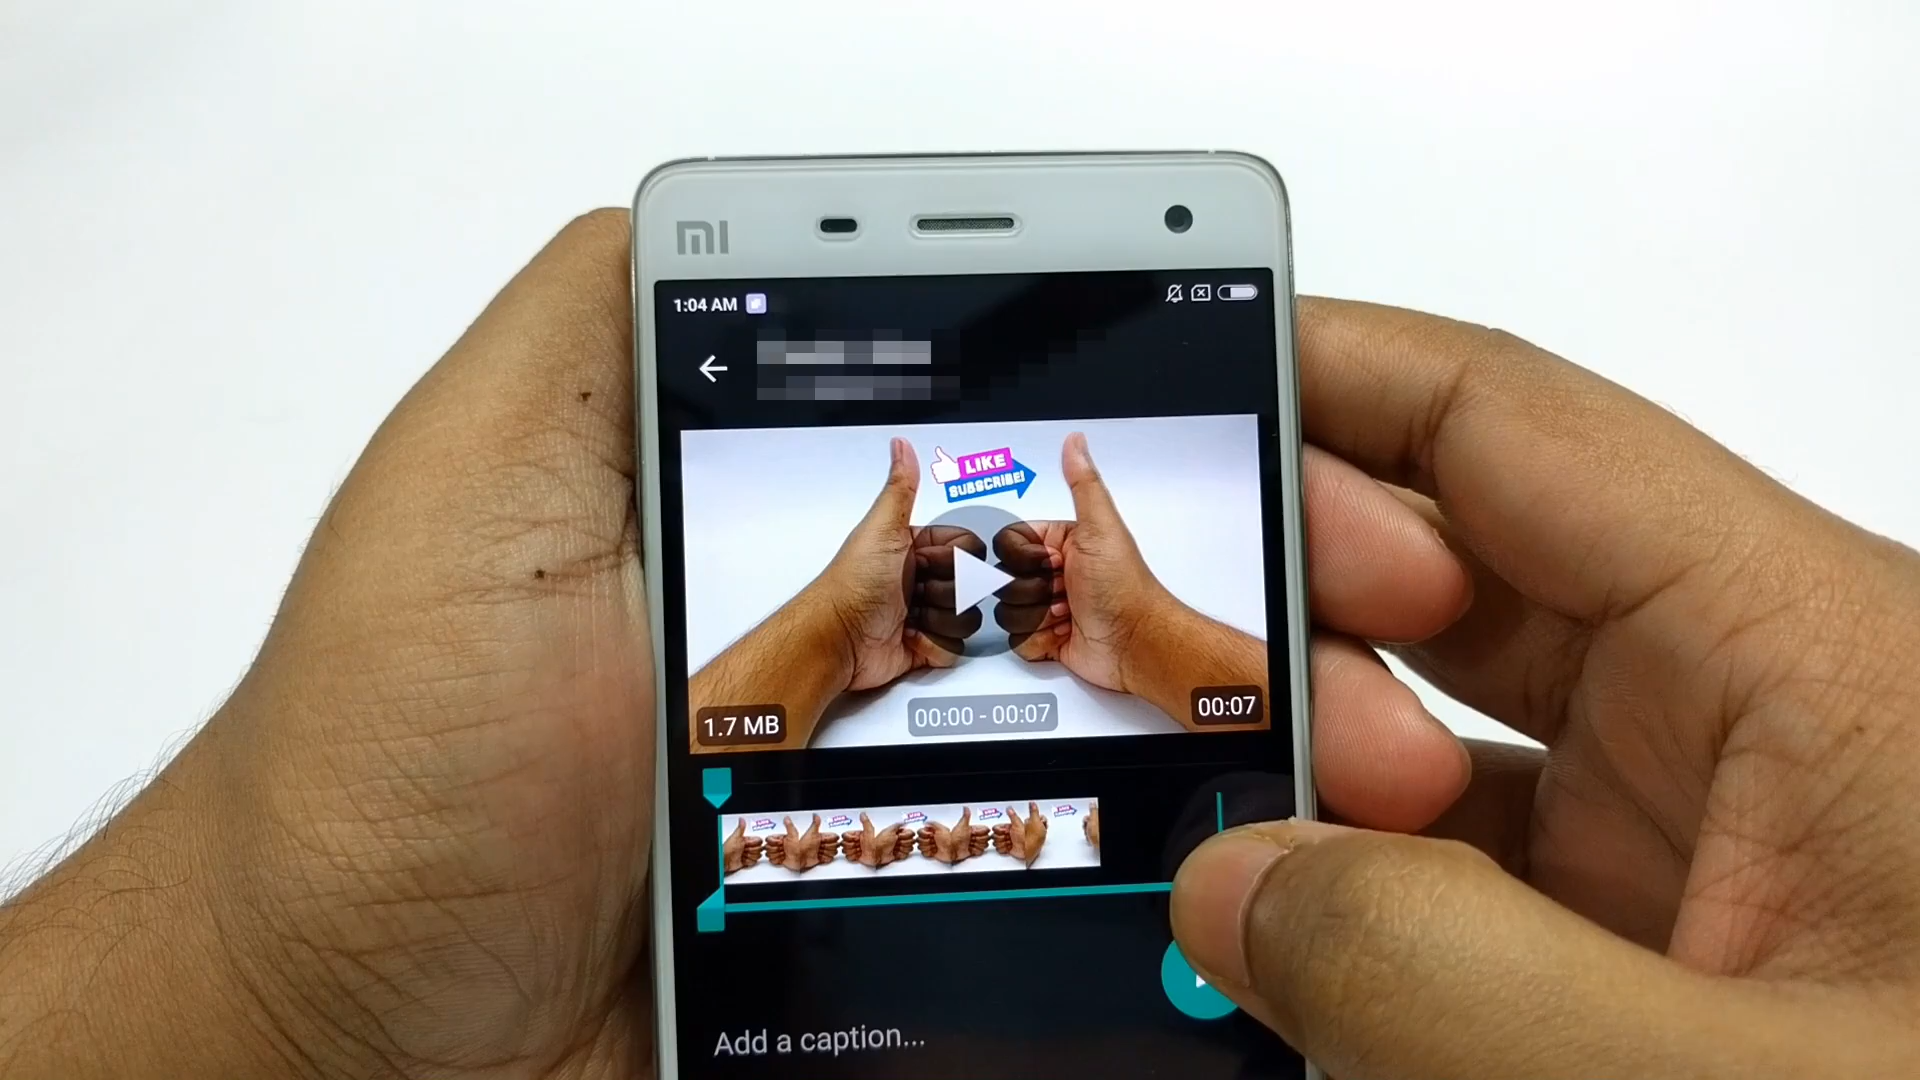 MI
1:04 AM
LIKE
SUBSCRIBE!
1.7 MB
00:00 - 00:07
00:07
Add a caption...